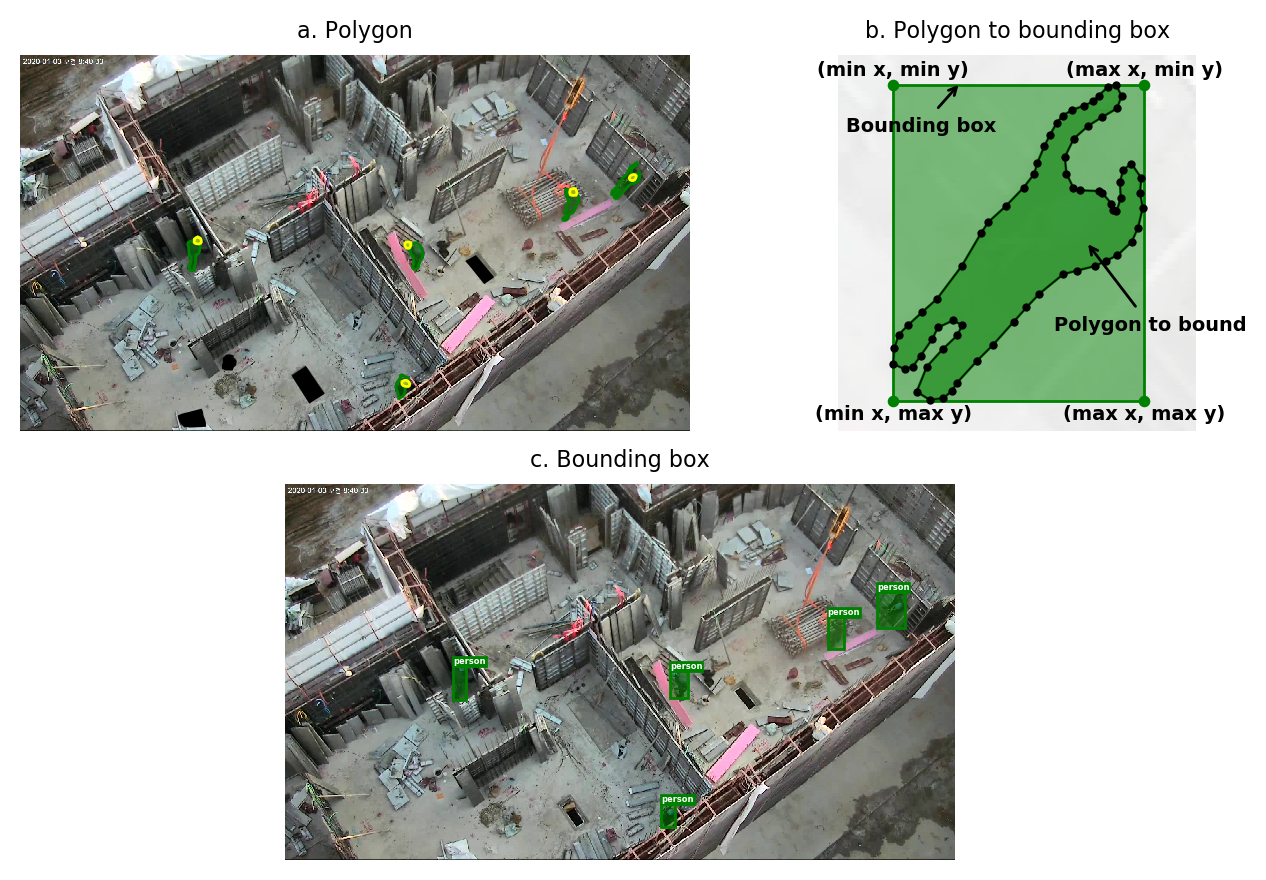 a. Polygon
b. Polygon to bounding box
(min x, min y)
(max x, min y)
Bounding box
Polygon to bound
(min x, max y)
(max x, max y)
c. Bounding box
person
person
person
person
person